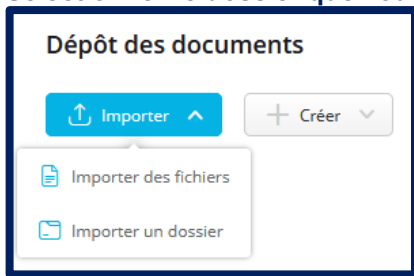 Dépôt des documents
Importer
Créer
Importer des fichiers
Importer un dossier